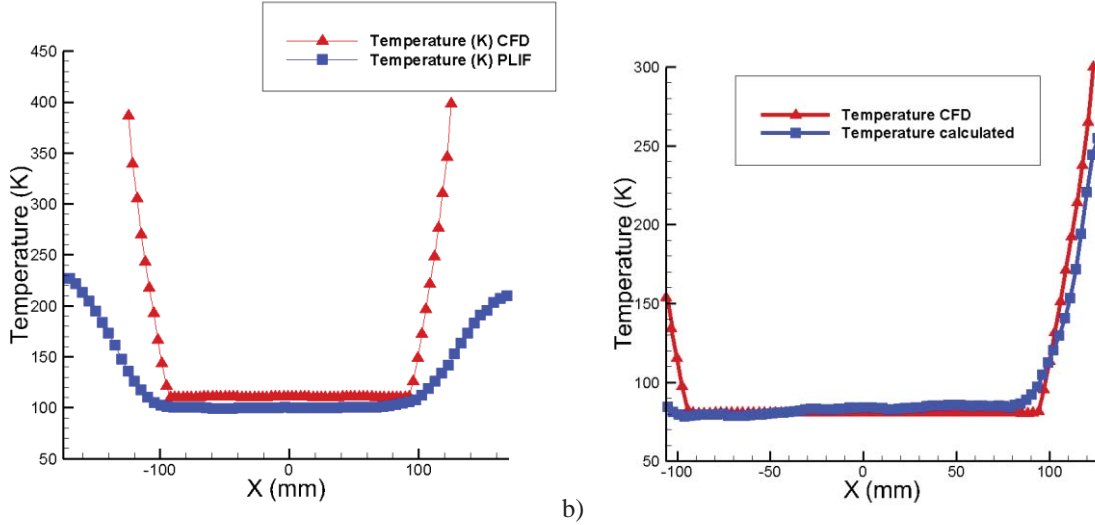 Temperature (K) CFD
Temperature (K) PLIF
450
400
350
300
250
200
150
100
50
Temperature (K)
-100
0
100
X (mm)
b)
Temperature CFD
Temperature calculated
300
250
200
150
100
50
Temperature (K)
-100
-50
0
50
100
X (mm)